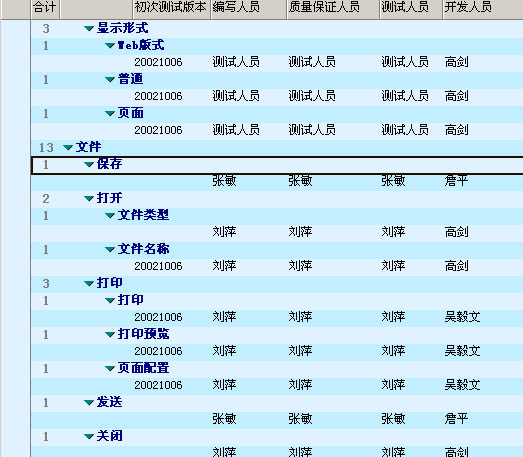 合计 初次测试版本 编写人员 质量保证人员 测试人员 开发人员
3 显示形式
1 Web版式
20021006 测试人员 测试人员 测试人员 高剑
1 普通
20021006 测试人员 测试人员 测试人员 高剑
1 页面
20021006 测试人员 测试人员 测试人员 高剑
13 文件
1 保存
张敏 张敏 张敏 詹平
2 打开
1 文件类型
刘萍 刘萍 刘萍 高剑
1 文件名称
20021006 刘萍 刘萍 刘萍 高剑
3 打印
1 打印
20021006 刘萍 刘萍 刘萍 吴毅文
1 打印预览
20021006 刘萍 刘萍 刘萍 吴毅文
1 页面配置
20021006 刘萍 刘萍 刘萍 吴毅文
1 发送
张敏 张敏 张敏 詹平
1 关闭
刘萍 刘萍 刘萍 高剑